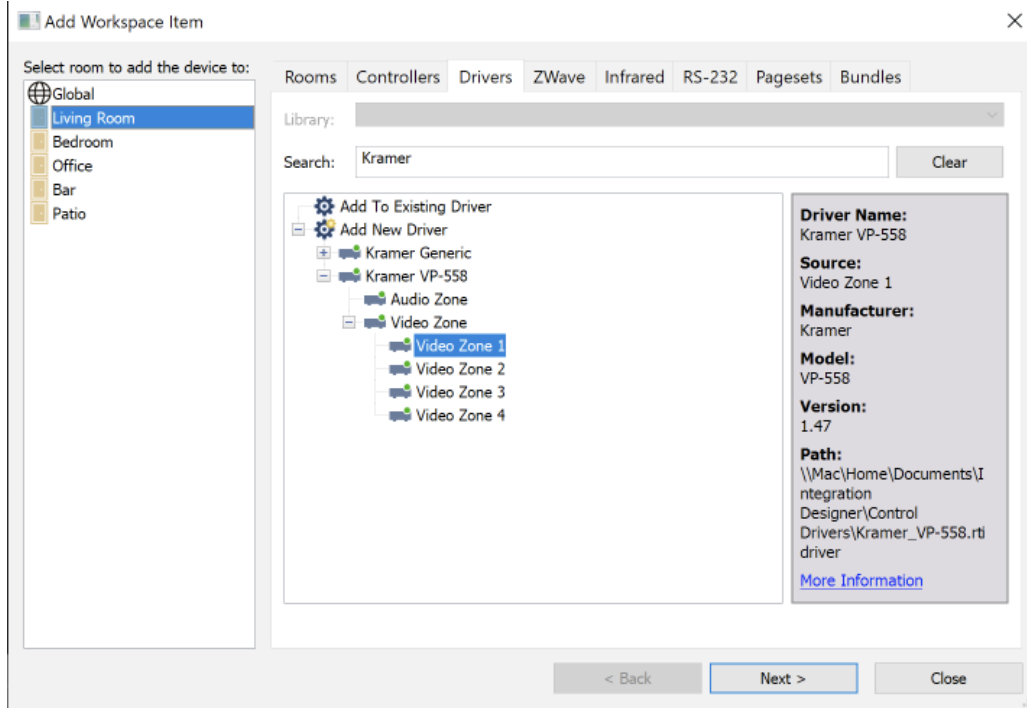 Add Workspace Item
Select room to add the device to:
Global
Living Room
Bedroom
Office
Bar
Patio
Rooms Controllers Drivers ZWave Infrared RS-232 Pagesets Bundles
Library:
Search: Kramer Clear
Add To Existing Driver
Add New Driver
Kramer Generic
Kramer VP-558
Audio Zone
Video Zone
Video Zone 1
Video Zone 2
Video Zone 3
Video Zone 4
Driver Name:
Kramer VP-558
Source:
Video Zone 1
Manufacturer:
Kramer
Model:
VP-558
Version:
1.47
Path:
\\Mac\Home\Documents\I
ntegration
Designer\Control
Drivers\Kramer_VP-558.rti
driver
More Information
< Back Next > Close